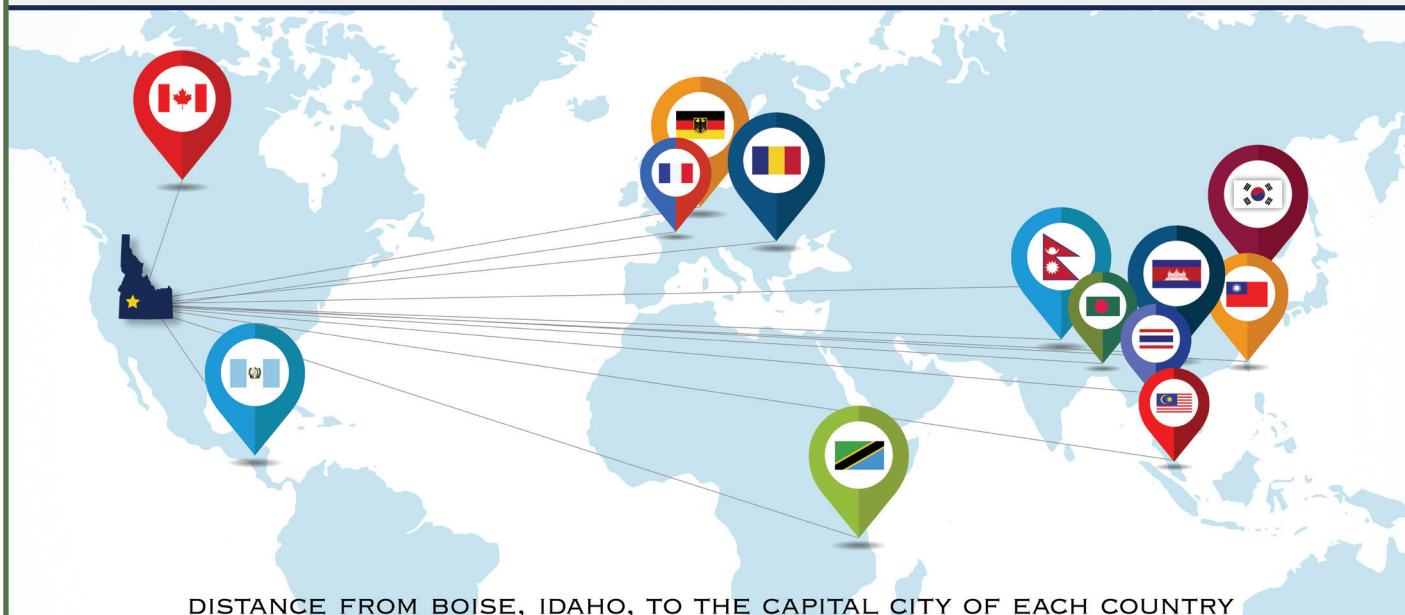 DISTANCE FROM BOISE, IDAHO, TO THE CAPITAL CITY OF EACH COUNTRY